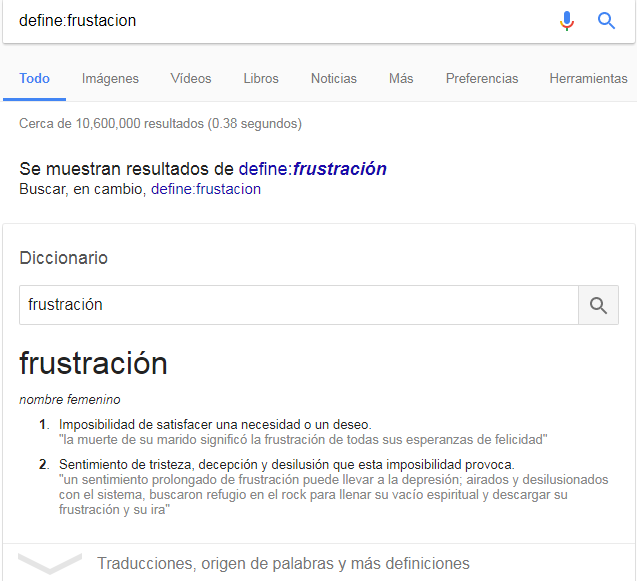 define:frustacion
Todo Imágenes Vídeos Libros Noticias Más Preferencias Herramientas
Cerca de 10,600,000 resultados (0.38 segundos)
Se muestran resultados de define:frustración
Buscar, en cambio, define:frustacion
Diccionario
frustración
frustración
nombre femenino
1. Imposibilidad de satisfacer una necesidad o un deseo.
"la muerte de su marido significó la frustración de todas sus esperanzas de felicidad"
2. Sentimiento de tristeza, decepción y desilusión que esta imposibilidad provoca.
"un sentimiento prolongado de frustración puede llevar a la depresión; airados y desilusionados
con el sistema, buscaron refugio en el rock para llenar su vacío espiritual y descargar su
frustración y su ira"
Traducciones, origen de palabras y más definiciones